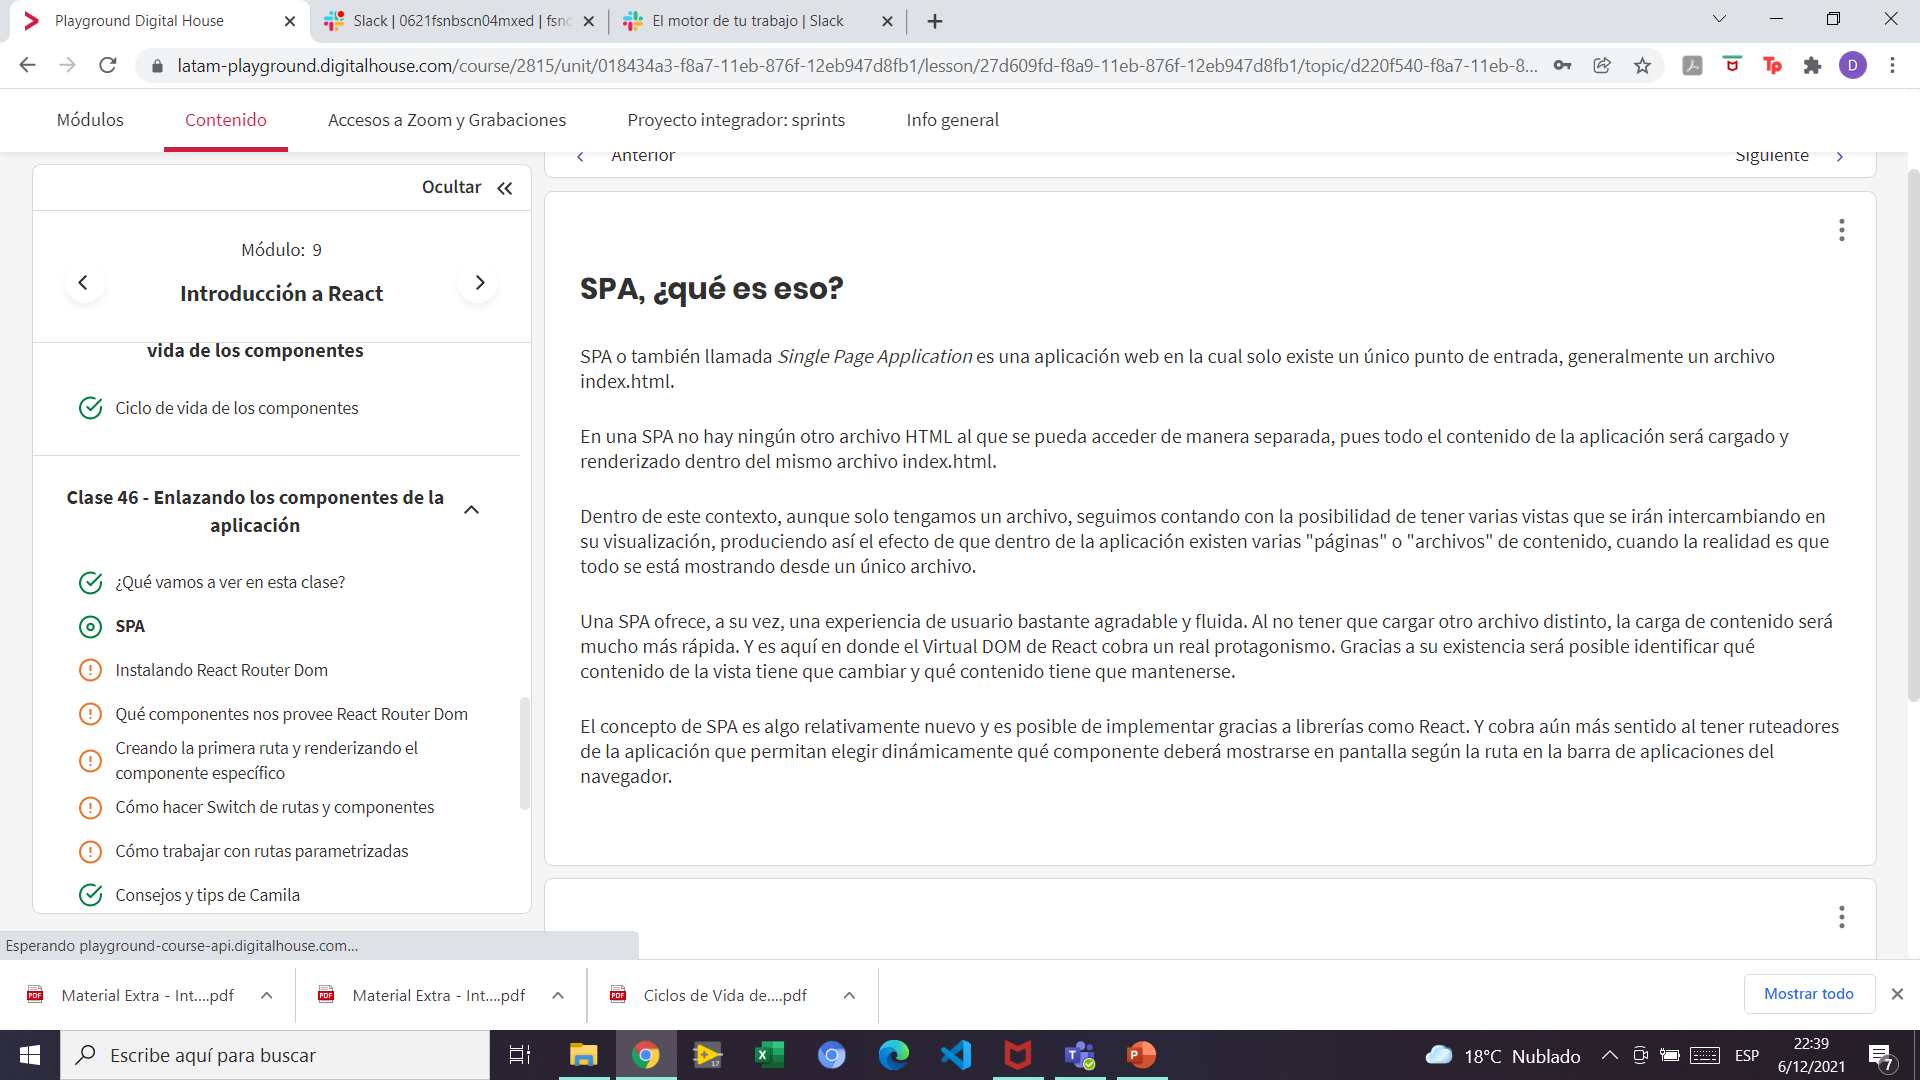 Playground Digital House
Slack | 0621fsnbscn04mxed | fsnc
El motor de tu trabajo | Slack
latam-playground.digitalhouse.com/course/2815/unit/018434a3-f8a7-11eb-876f-12eb947d8fb1/lesson/27d609fd-f8a9-11eb-876f-12eb947d8fb1/topic/d220f540-f8a7-11eb-8...
D
Módulos
Contenido
Accesos a Zoom y Grabaciones
Proyecto integrador: sprints
Info general
Anterior
Siguiente
Ocultar
Módulo: 9
Introducción a React
vida de los componentes
Ciclo de vida de los componentes
Clase 46 - Enlazando los componentes de la
aplicación
¿Qué vamos a ver en esta clase?
SPA
Instalando React Router Dom
Qué componentes nos provee React Router Dom
Creando la primera ruta y renderizando el
componente específico
Cómo hacer Switch de rutas y componentes
Cómo trabajar con rutas parametrizadas
Consejos y tips de Camila
SPA, ¿qué es eso?
SPA o también llamada Single Page Application es una aplicación web en la cual solo existe un único punto de entrada, generalmente un archivo
index.html.
En una SPA no hay ningún otro archivo HTML al que se pueda acceder de manera separada, pues todo el contenido de la aplicación será cargado y
renderizado dentro del mismo archivo index.html.
Dentro de este contexto, aunque solo tengamos un archivo, seguimos contando con la posibilidad de tener varias vistas que se irán intercambiando en
su visualización, produciendo así el efecto de que dentro de la aplicación existen varias "páginas" o "archivos" de contenido, cuando la realidad es que
todo se está mostrando desde un único archivo.
Una SPA ofrece, a su vez, una experiencia de usuario bastante agradable y fluida. Al no tener que cargar otro archivo distinto, la carga de contenido será
mucho más rápida. Y es aquí en donde el Virtual DOM de React cobra un real protagonismo. Gracias a su existencia será posible identificar qué
contenido de la vista tiene que cambiar y qué contenido tiene que mantenerse.
El concepto de SPA es algo relativamente nuevo y es posible de implementar gracias a librerías como React. Y cobra aún más sentido al tener ruteadores
de la aplicación que permitan elegir dinámicamente qué componente deberá mostrarse en pantalla según la ruta en la barra de aplicaciones del
navegador.
Esperando playground-course-api.digitalhouse.com...
Material Extra - Int....pdf
Material Extra - Int....pdf
Ciclos de Vida de....pdf
Mostrar todo
Escribe aquí para buscar
18°C Nublado
ESP
22:39
6/12/2021
7